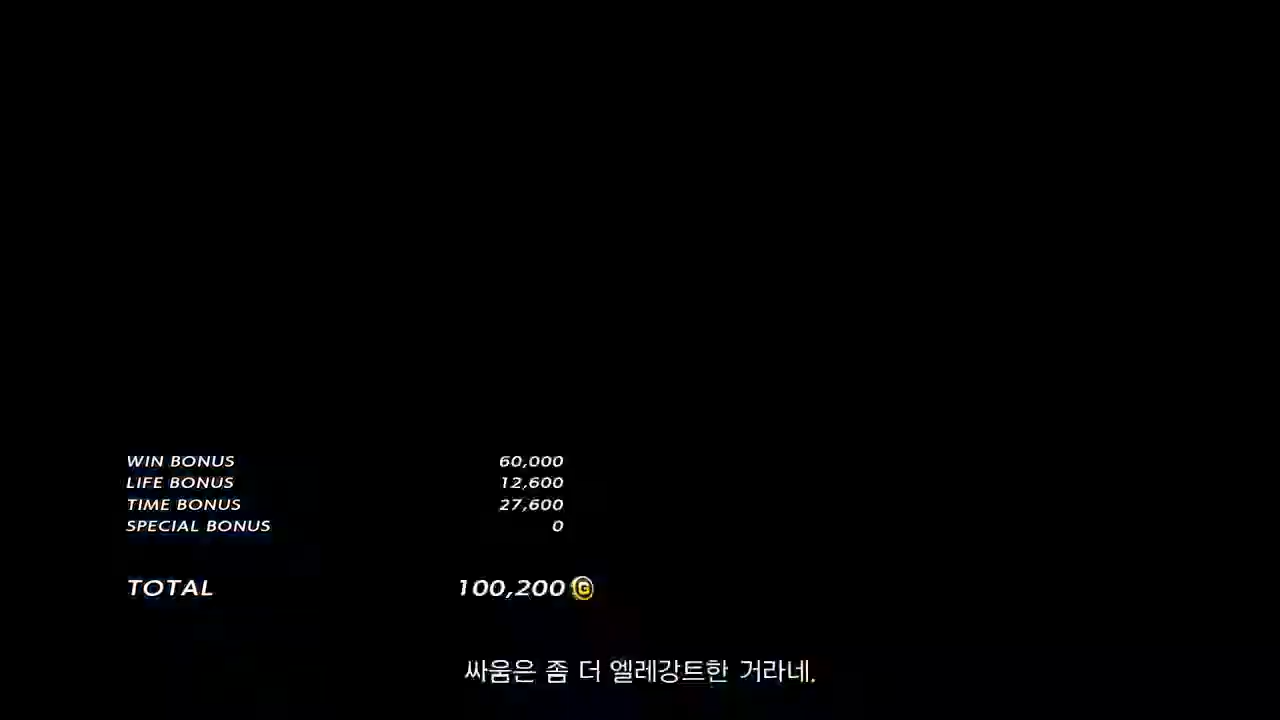 WIN BONUS 60,000
LIFE BONUS 12,600
TIME BONUS 27,600
SPECIAL BONUS 0
TOTAL 100,200 G
싸움은 좀 더 엘레강트한 거라네.